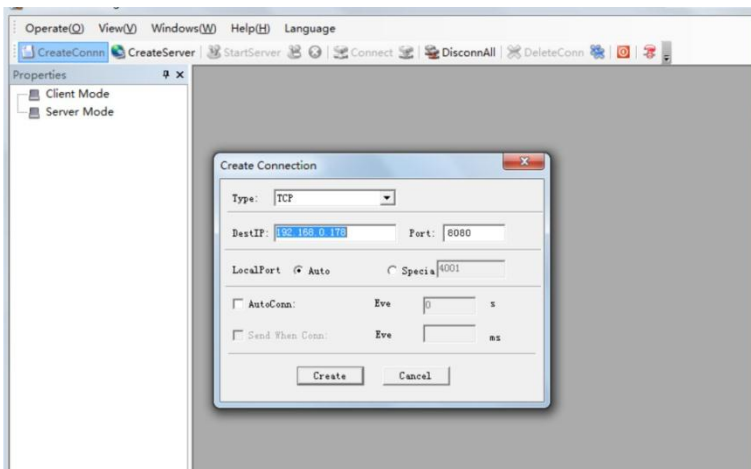 Operate(O) View(V) Windows(W) Help(H) Language
CreateConnn CreateServer StartServer Connect DisconnAll DeleteConn
Properties
Client Mode
Server Mode
Create Connection
Type: TCP
DestIP: 192.168.0.178 Port: 8080
LocalPort Auto Specia 4001
AutoConn: Eve 0 s
Send When Conn: Eve ms
Create Cancel